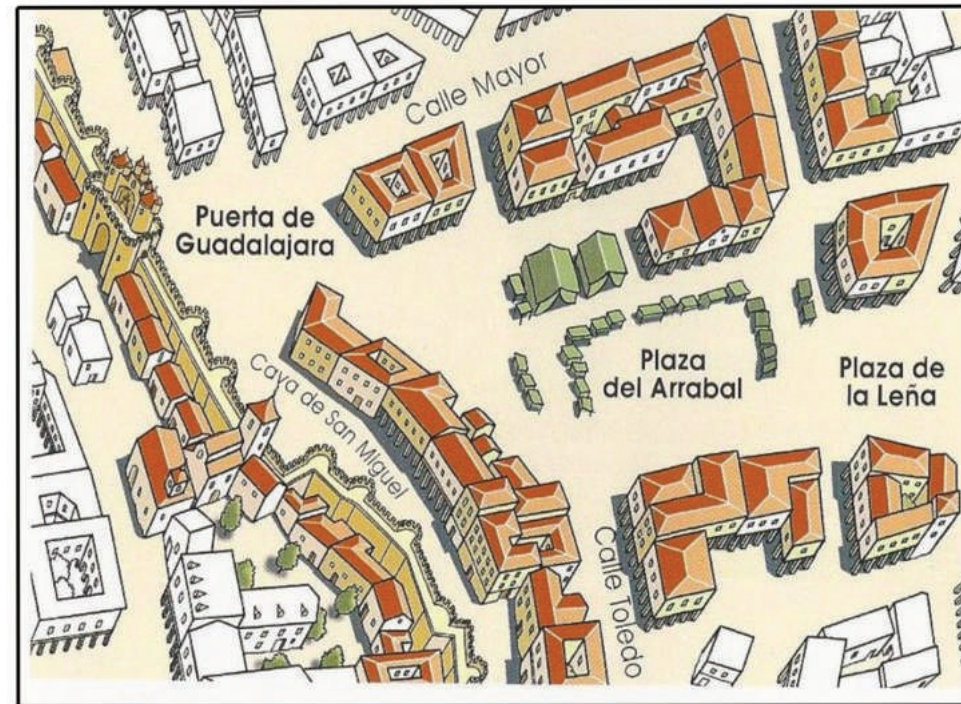 Calle Mayor
Puerta de
Guadalajara
Cava de San Miguel
Plaza
del Arrabal
Plaza de
la Leña
Calle Toledo